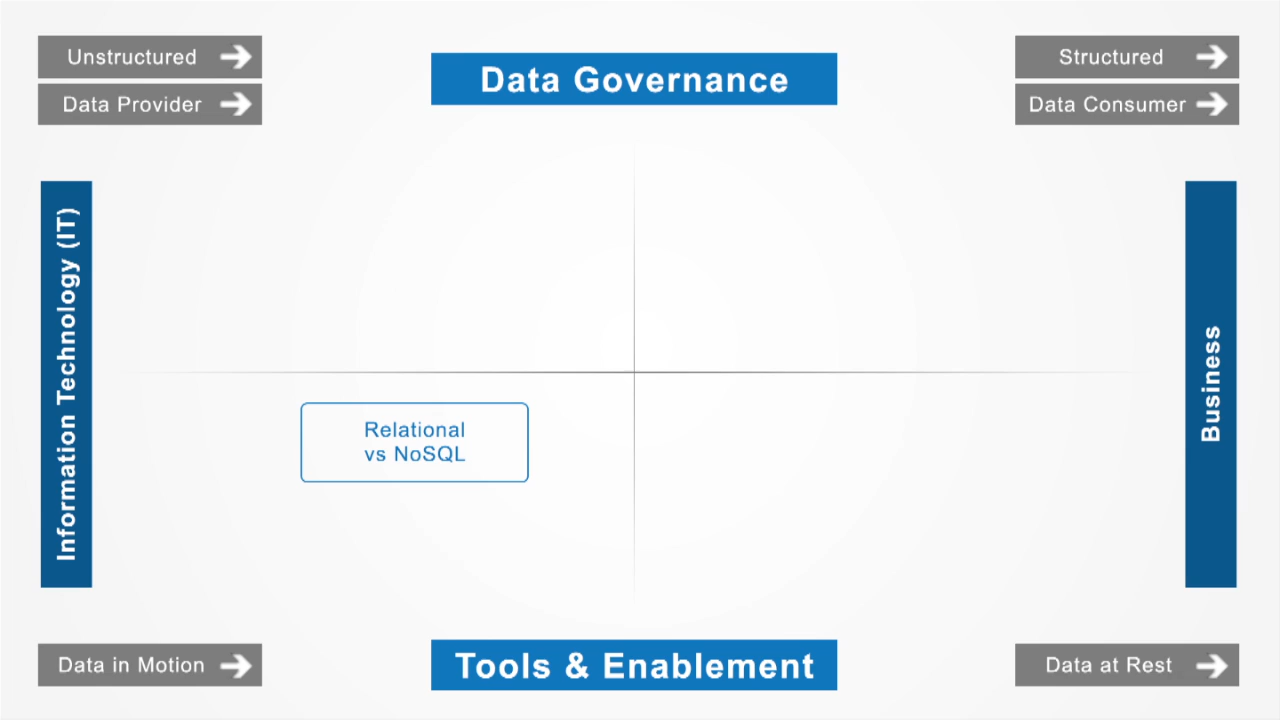 Unstructured
Data Provider
Data Governance
Structured
Data Consumer
Information Technology (IT)
Business
Relational
vs NoSQL
Data in Motion
Tools & Enablement
Data at Rest